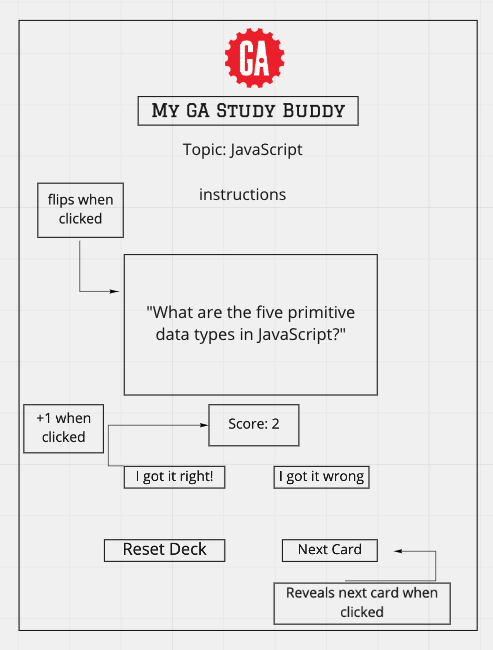 GA
My GA Study Buddy
Topic: JavaScript
instructions
flips when
clicked
"What are the five primitive
data types in JavaScript?"
+1 when
clicked
Score: 2
I got it right!
I got it wrong
Reset Deck
Next Card
Reveals next card when
clicked